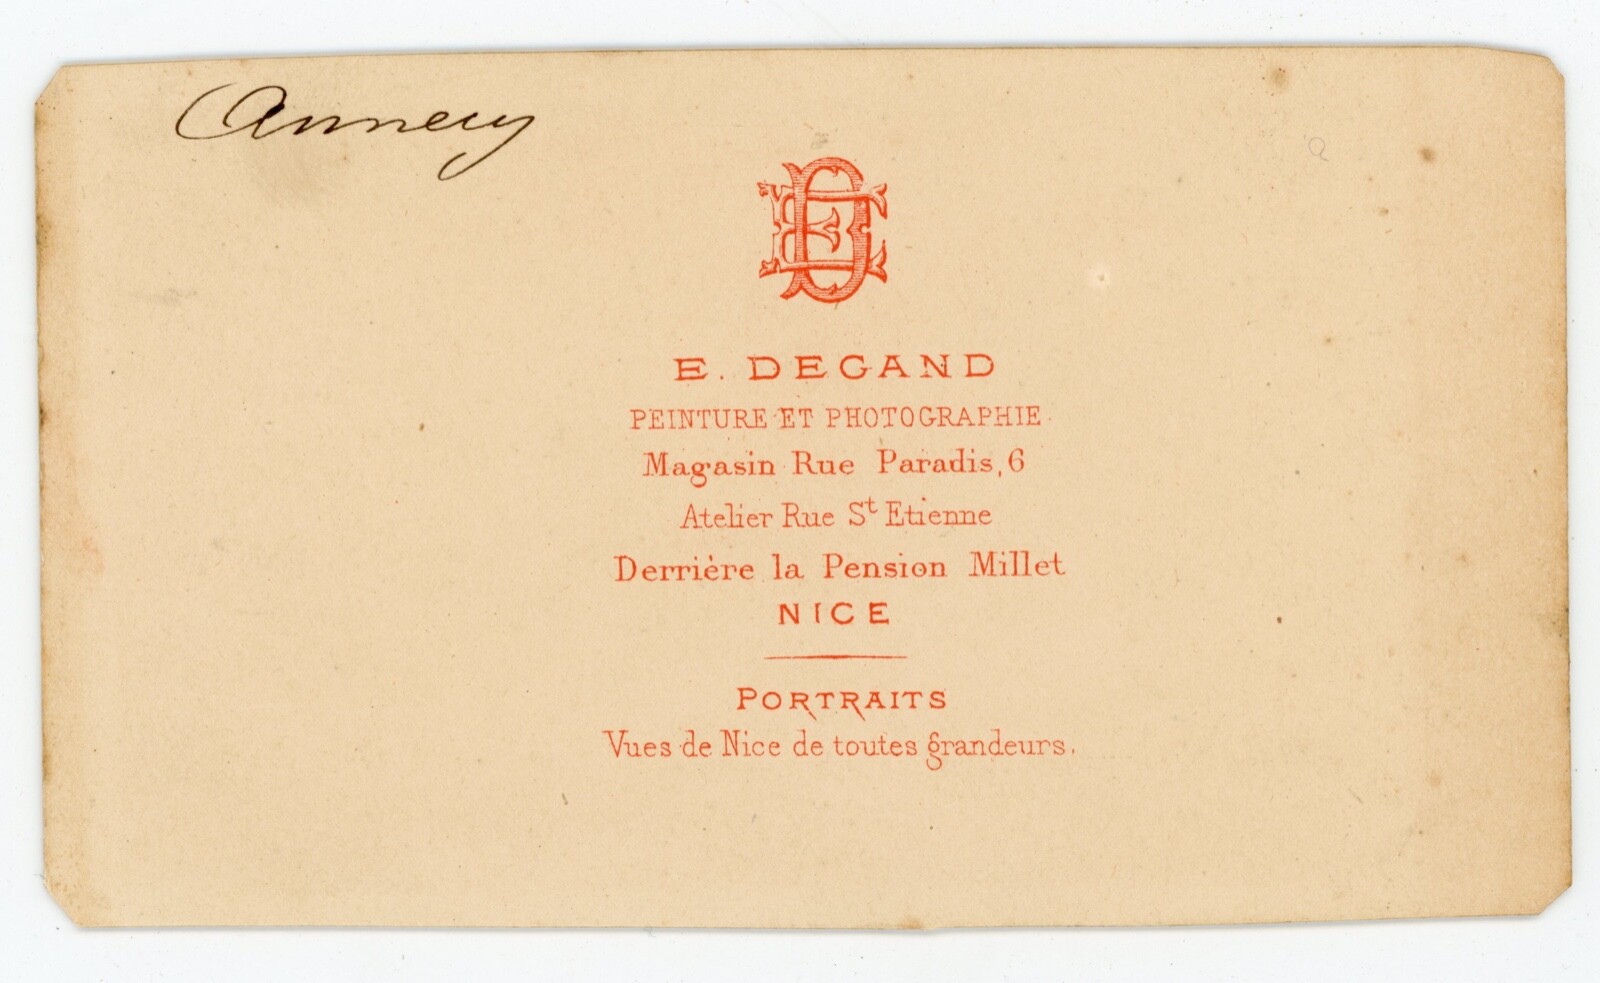 Annecy
ED
E. DEGAND
PEINTURE ET PHOTOGRAPHIE.
Magasin Rue Paradis, 6
Atelier Rue St Etienne
Derrière la Pension Millet
NICE
PORTRAITS
Vues de Nice de toutes grandeurs.